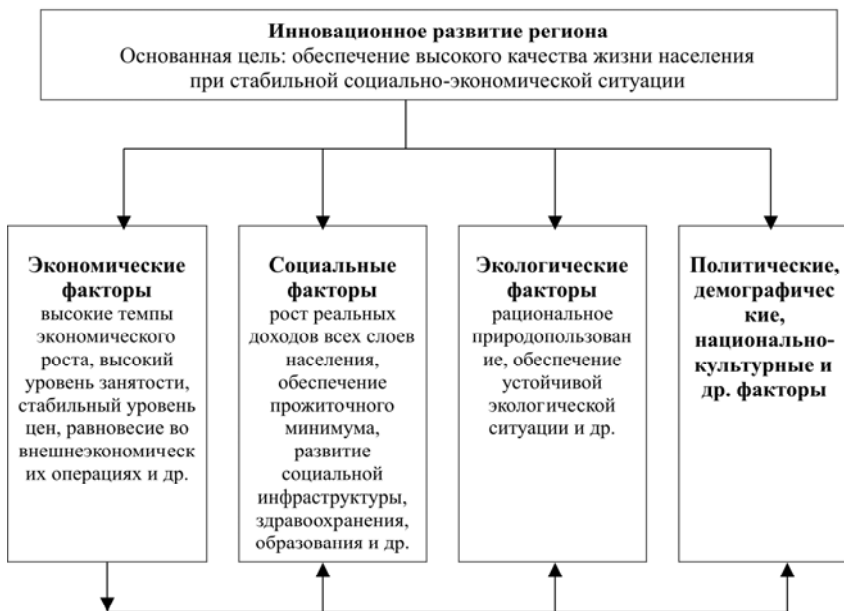 Инновационное развитие региона
Основанная цель: обеспечение высокого качества жизни населения
при стабильной социально-экономической ситуации
Экономические
факторы
высокие темпы
экономического
роста, высокий
уровень занятости,
стабильный уровень
цен, равновесие во
внешнеэкономическ
их операциях и др.
Социальные
факторы
рост реальных
доходов всех слоев
населения,
обеспечение
прожиточного
минимума,
развитие
социальной
инфраструктуры,
здравоохранения,
образования и др.
Экологические
факторы
рациональное
природопользован
ие, обеспечение
устойчивой
экологической
ситуации и др.
Политические,
демографичес
кие,
национально-
культурные и
др. факторы